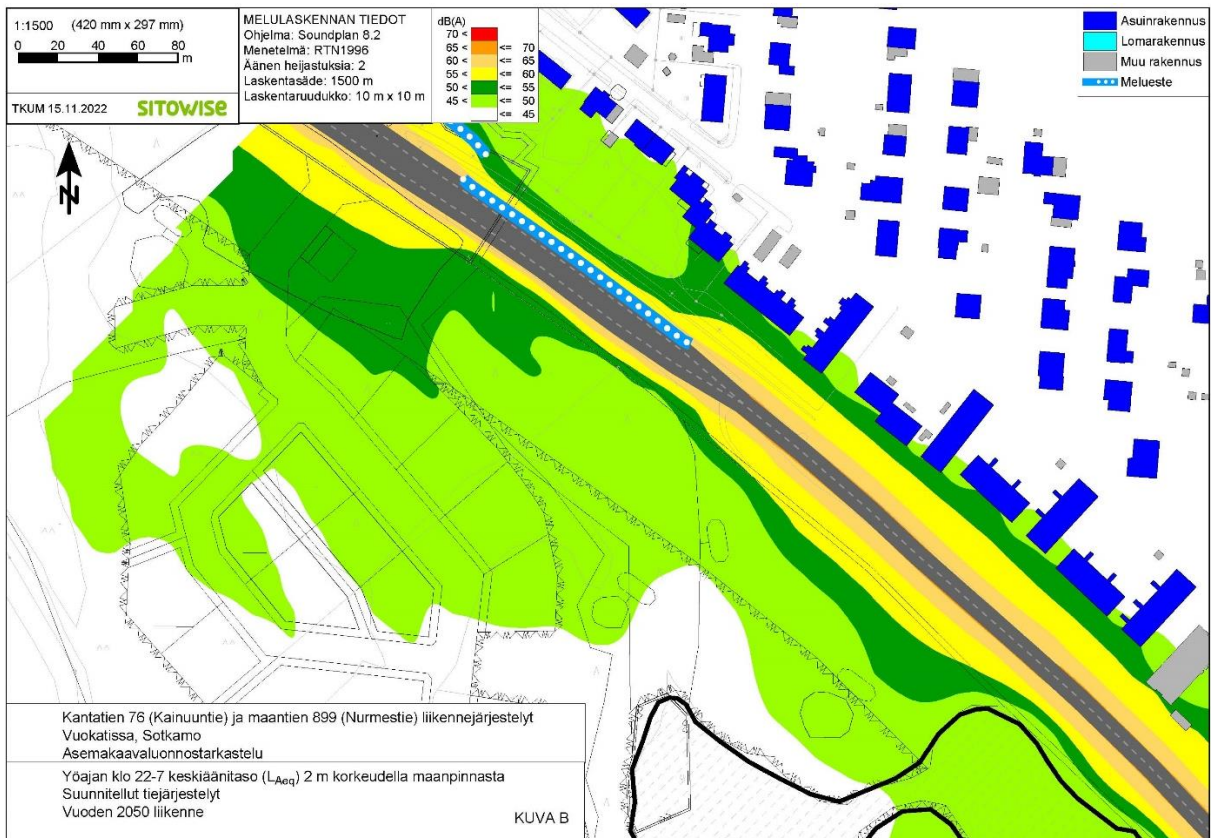 1:1500 (420 mm x 297 mm)
0 20 40 60 80
m
TKUM 15.11.2022 SITOWISE
MELULASKENNAN TIEDOT
Ohjelma: Soundplan 8.2
Menetelmä: RTN1996
Äänen heijastuksia: 2
Laskentasäde: 1500 m
Laskentaruudukko: 10 m x 10 m
dB(A)
70 <
65 < <= 70
60 < <= 65
55 < <= 60
50 < <= 55
45 < <= 50
<= 45
Asuinrakennus
Lomarakennus
Muu rakennus
Melueste
N
Kantatien 76 (Kainuuntie) ja maantien 899 (Nurmestie) liikennejärjestelyt
Vuokatissa, Sotkamo
Asemakaavaluonnostarkastelu
Yöajan klo 22-7 keskiäänitaso (LAeq) 2 m korkeudella maanpinnasta
Suunnitellut tiejärjestelyt
Vuoden 2050 liikenne
KUVA B